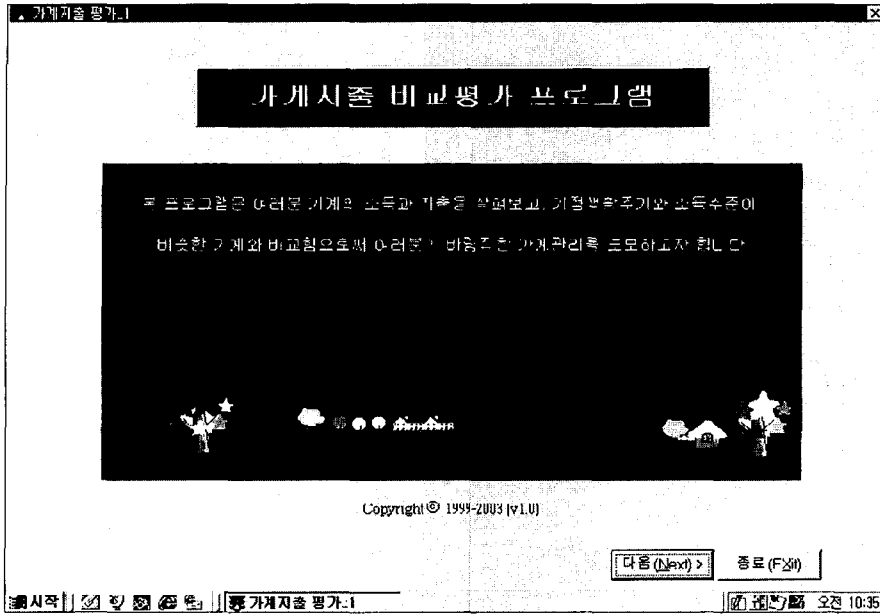 가계지출 평가_1
가계지출 비교평가 프로그램
본 프로그램은 여러분 가계의 소득과 지출을 살펴보고, 가정생활주기와 소득수준이
비슷한 가계와 비교함으로써 여러분의 바람직한 가계관리를 도모하고자 합니다
Copyright © 1999-2003 [v1.0]
다음(Next) > 종료(EXit)
시작 가계지출 평가_1 오전 10:35